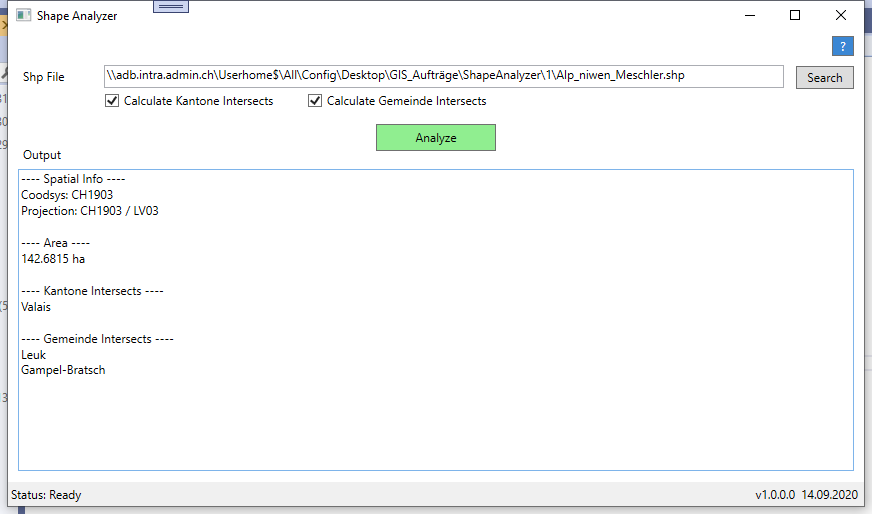 Shape Analyzer
?
Shp File \\adb.intra.admin.ch\Userhome$\All\Config\Desktop\GIS_Aufträge\ShapeAnalyzer\1\Alp_niwen_Meschler.shp Search
Calculate Kantone Intersects Calculate Gemeinde Intersects
Analyze
Output
---- Spatial Info ----
Coodsys: CH1903
Projection: CH1903 / LV03
---- Area ----
142.6815 ha
---- Kantone Intersects ----
Valais
---- Gemeinde Intersects ----
Leuk
Gampel-Bratsch
Status: Ready v1.0.0.0 14.09.2020